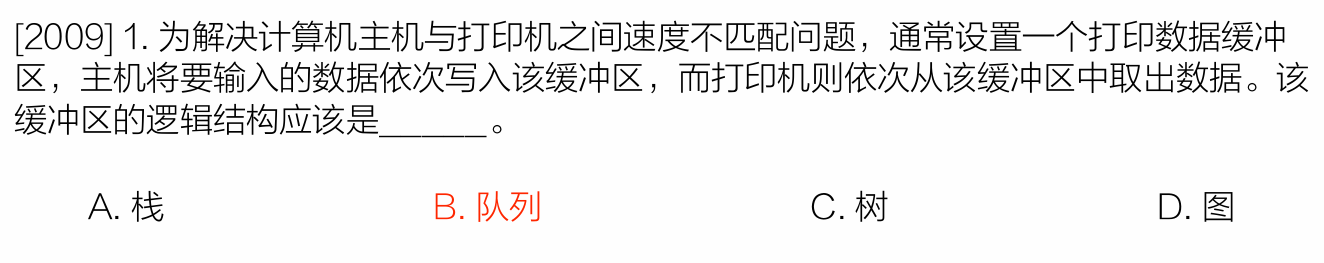 [2009] 1. 为解决计算机主机与打印机之间速度不匹配问题，通常设置一个打印数据缓冲
区，主机将要输入的数据依次写入该缓冲区，而打印机则依次从该缓冲区中取出数据。该
缓冲区的逻辑结构应该是______。
A. 栈 B. 队列 C. 树 D. 图